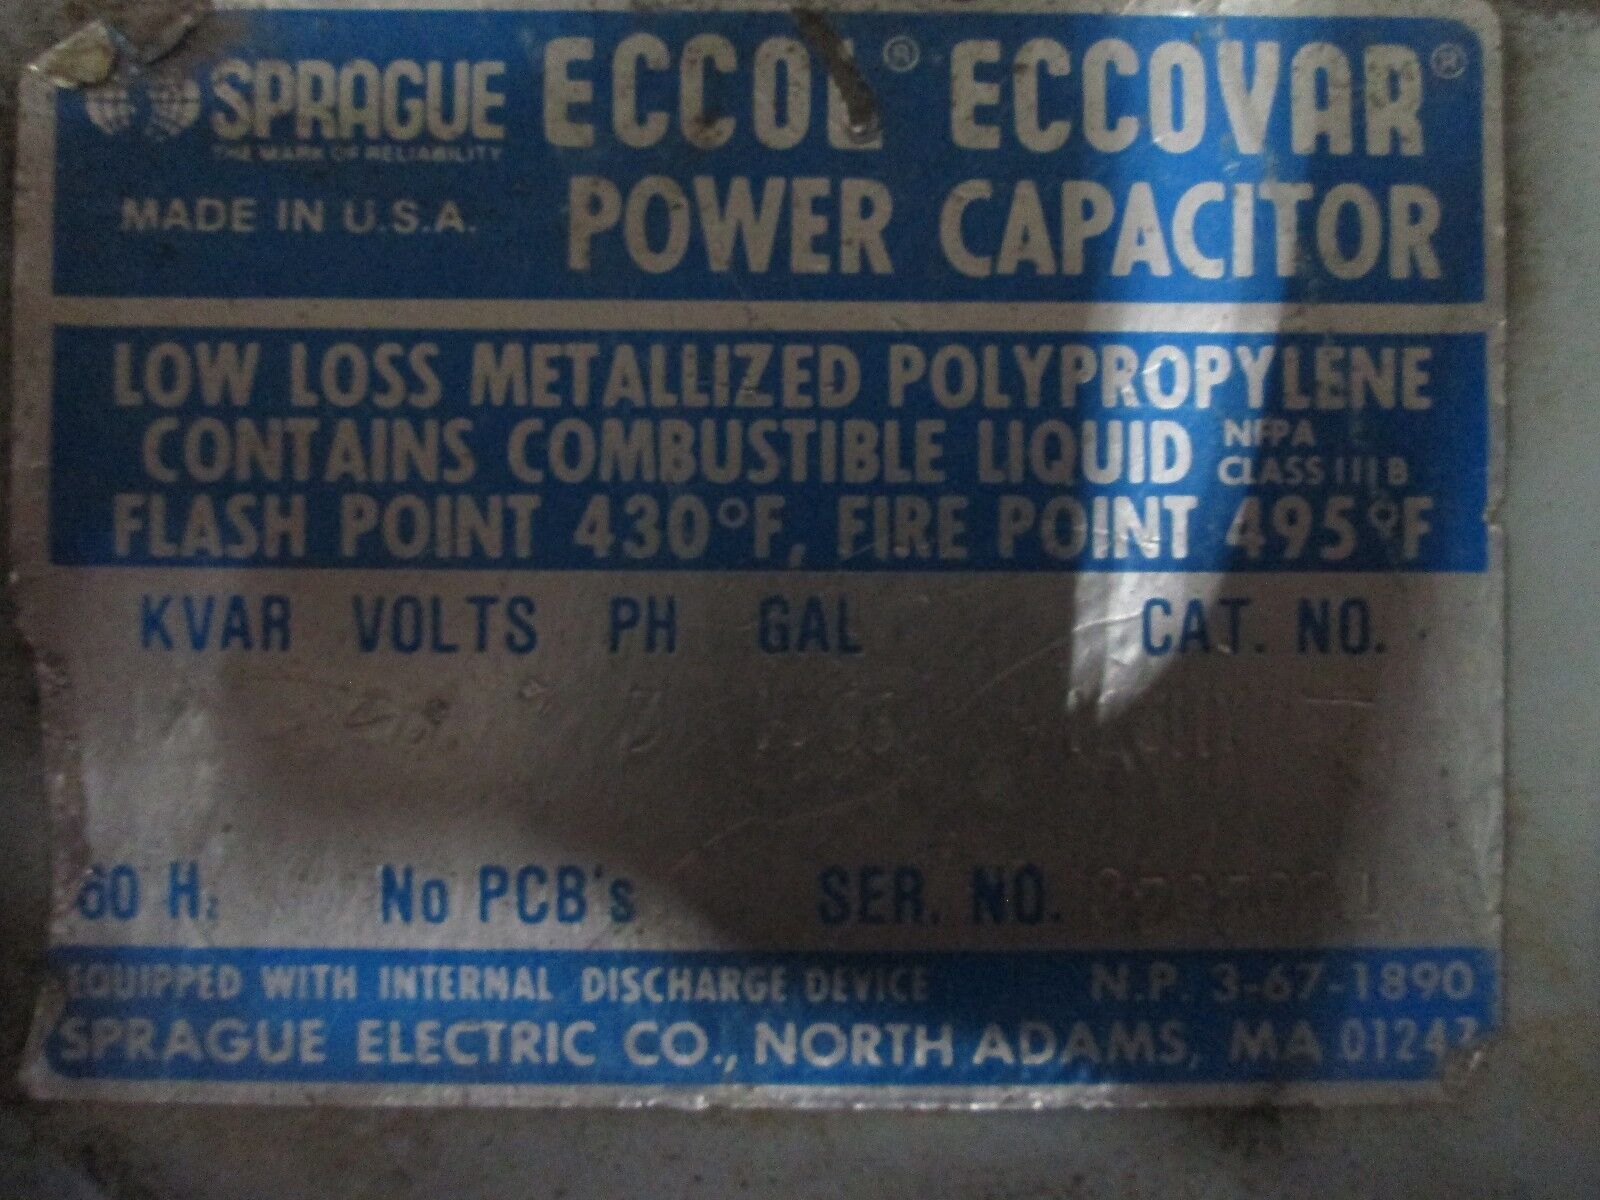 SPRAGUE ECCOL® ECCOVAR®
THE MARK OF RELIABILITY
MADE IN U.S.A. POWER CAPACITOR
LOW LOSS METALLIZED POLYPROPYLENE
CONTAINS COMBUSTIBLE LIQUID NFPA CLASS III B
FLASH POINT 430°F, FIRE POINT 495°F
KVAR VOLTS PH GAL CAT. NO.
3
60 Hz No PCB's SER. NO.
EQUIPPED WITH INTERNAL DISCHARGE DEVICE N.P. 3-67-1890
SPRAGUE ELECTRIC CO., NORTH ADAMS, MA 01247